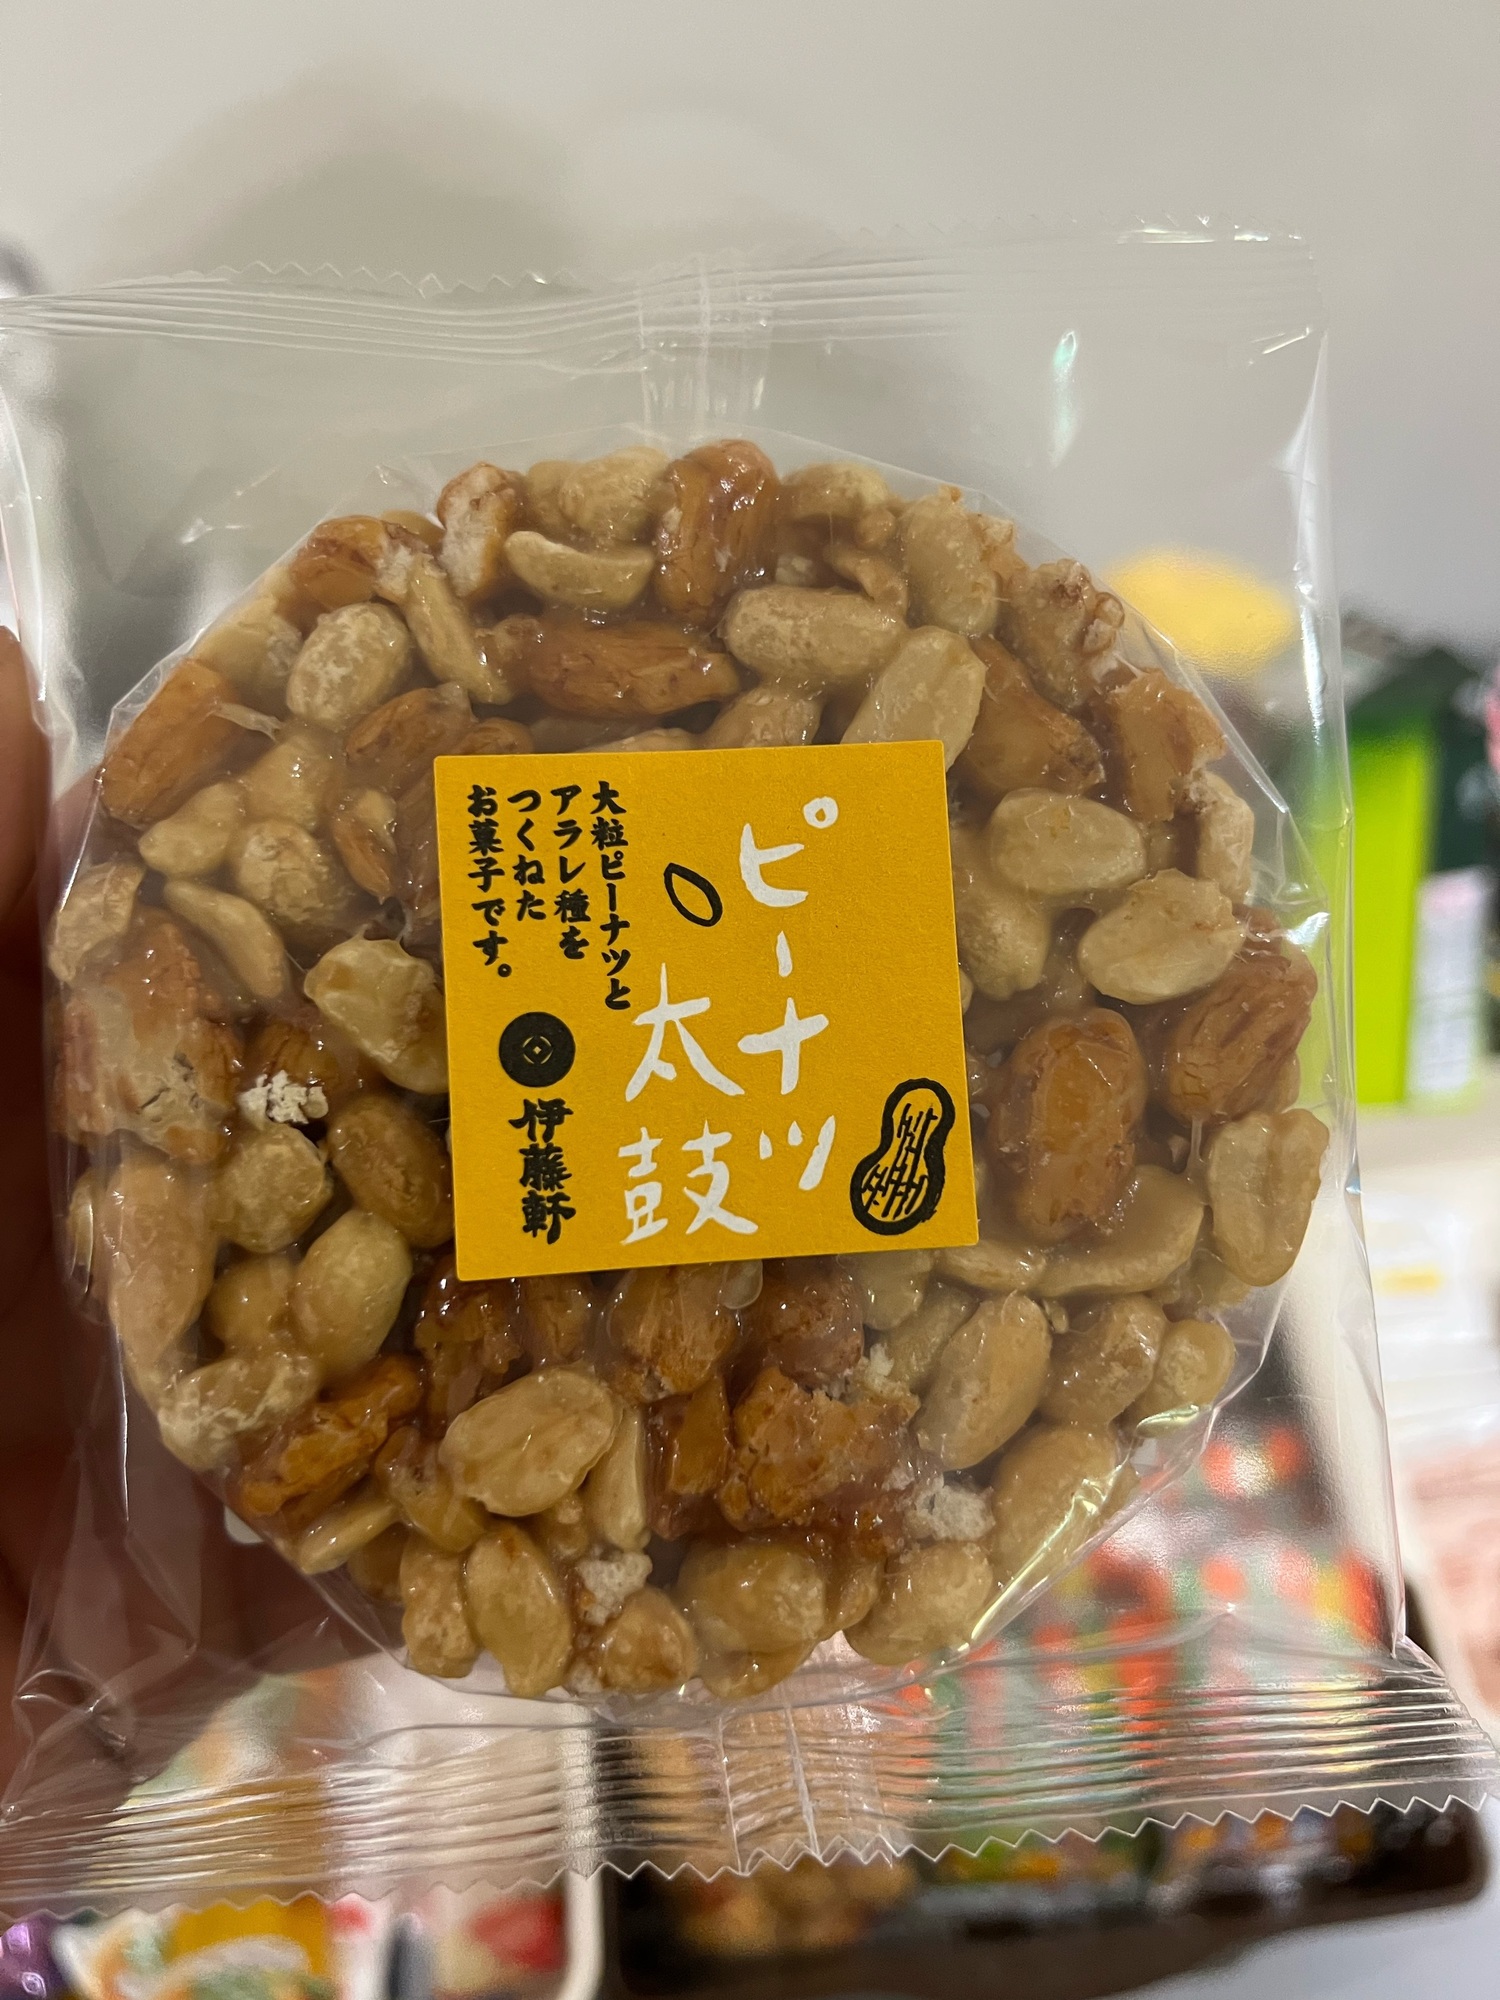 ピーナツ
太鼓
大粒ピーナツと
アラレ種を
つくねた
お菓子です。
伊藤軒